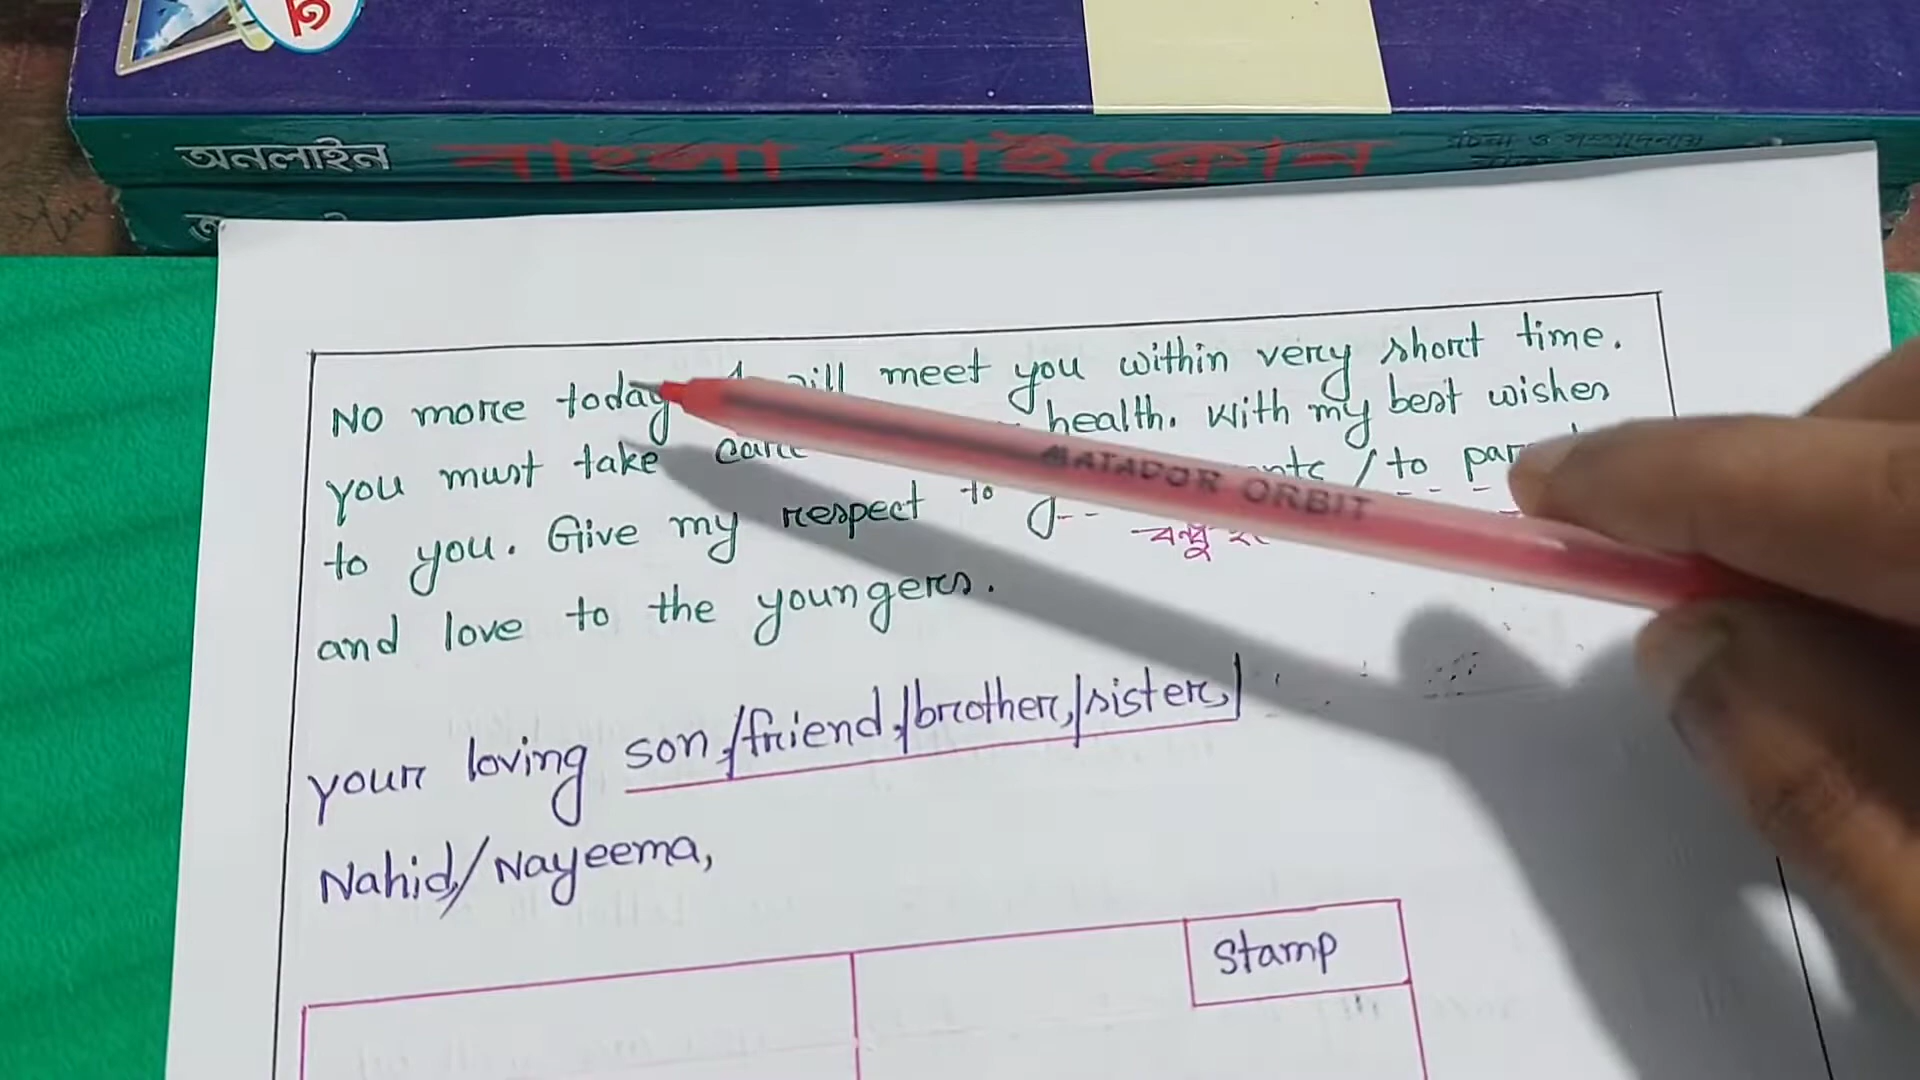 অনলাইন বাংলা সাইক্লোন
No more today I will meet you within very short time.
you must take care health. With my best wishes
to you. Give my respect to / to
and love to the youngers.
your loving son,/friend,/brother,/sister,/
Nahid/Nayeema,
Stamp
MATADOR ORBIT